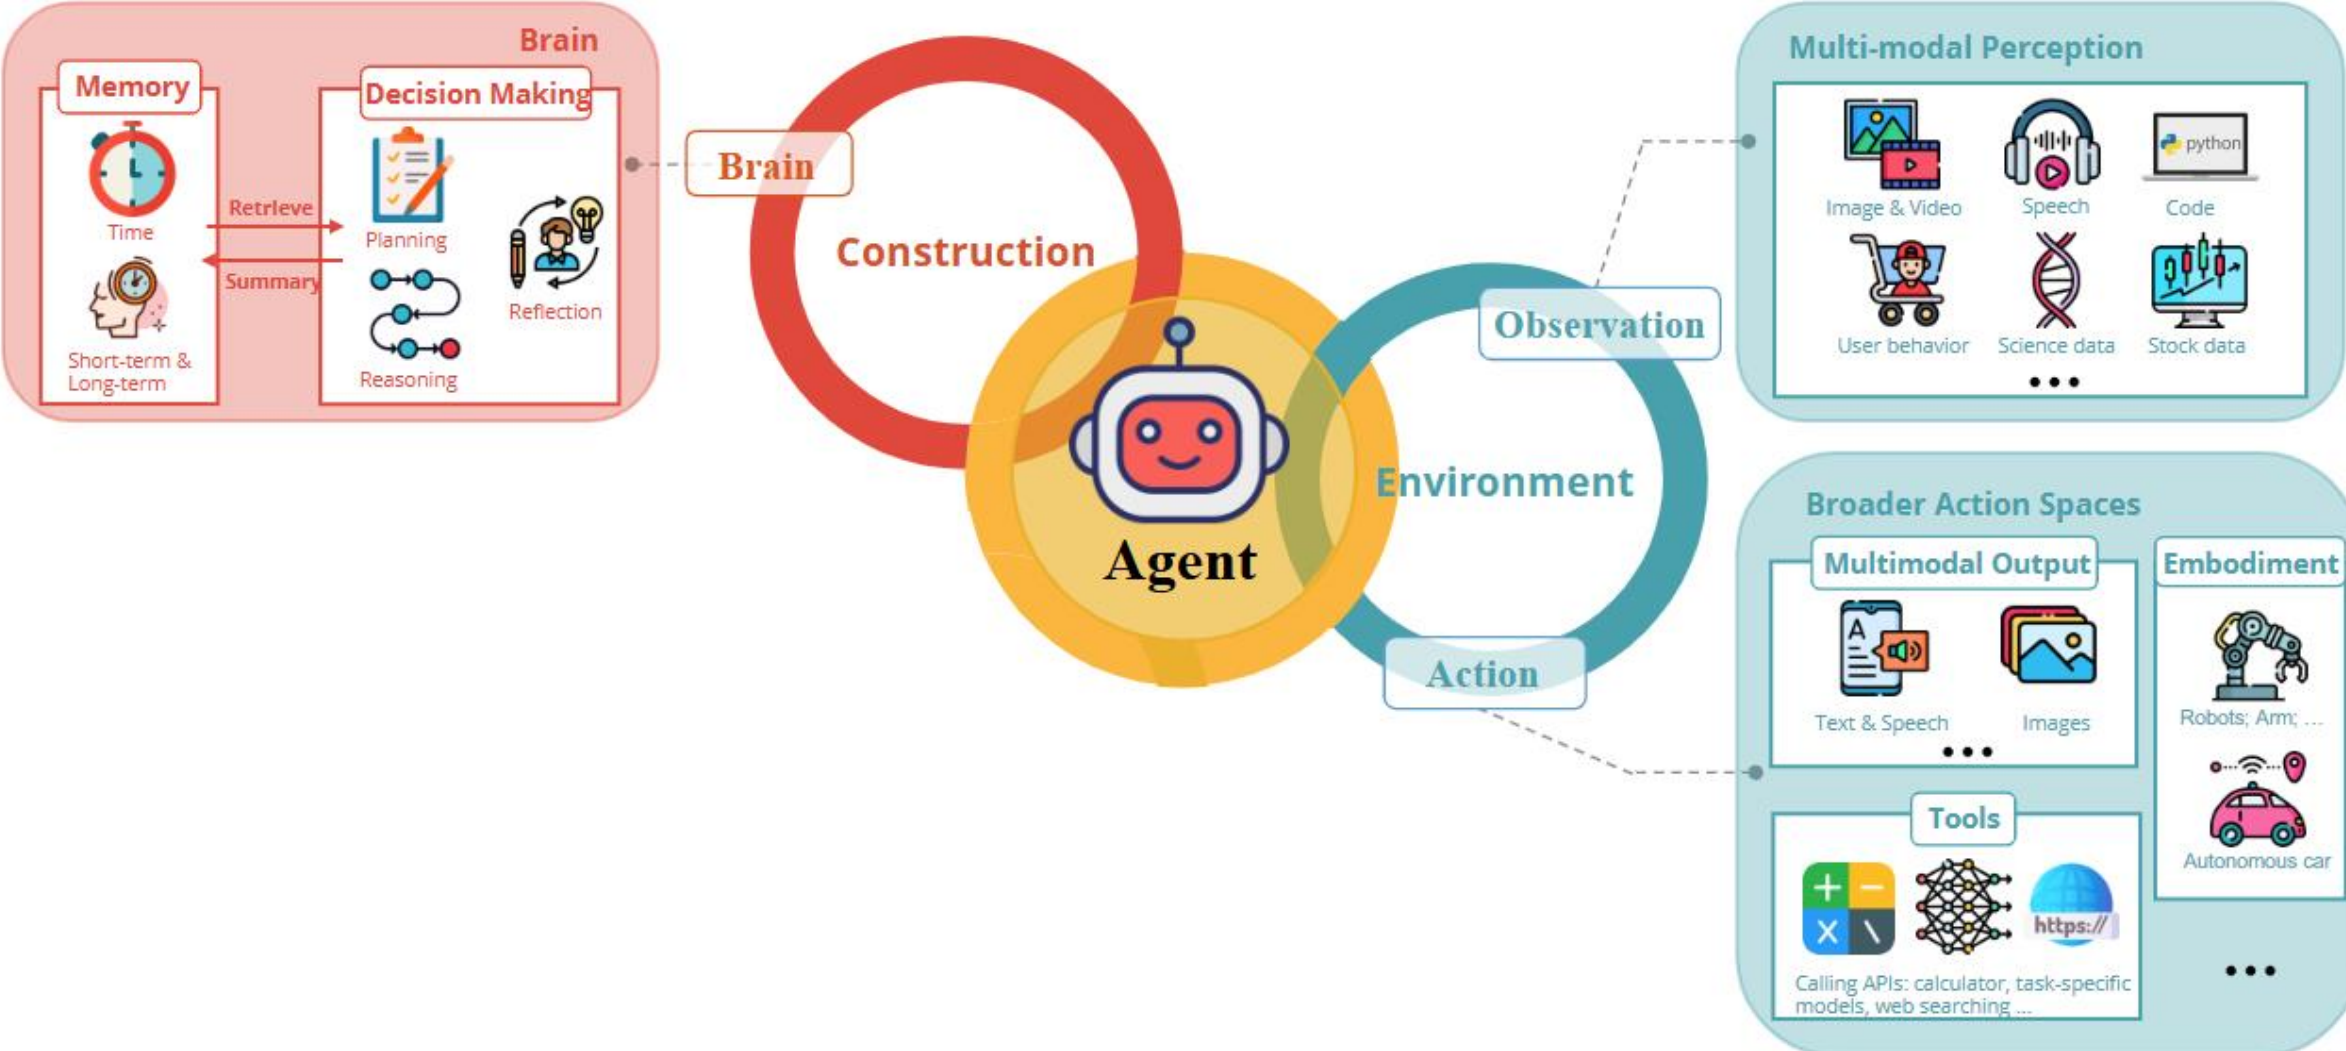 Brain
Memory
Decision Making
Time
Retrieve
Summary
Short-term &
Long-term
Planning
Reasoning
Reflection
Brain
Construction
Agent
Environment
Observation
Action
Multi-modal Perception
Image & Video
Speech
python
Code
User behavior
Science data
Stock data
...
Broader Action Spaces
Multimodal Output
A
Text & Speech
Images
...
Embodiment
Robots; Arm; ...
Autonomous car
Tools
+ −
X \
https://
Calling APIs: calculator, task-specific
models, web searching ...
...